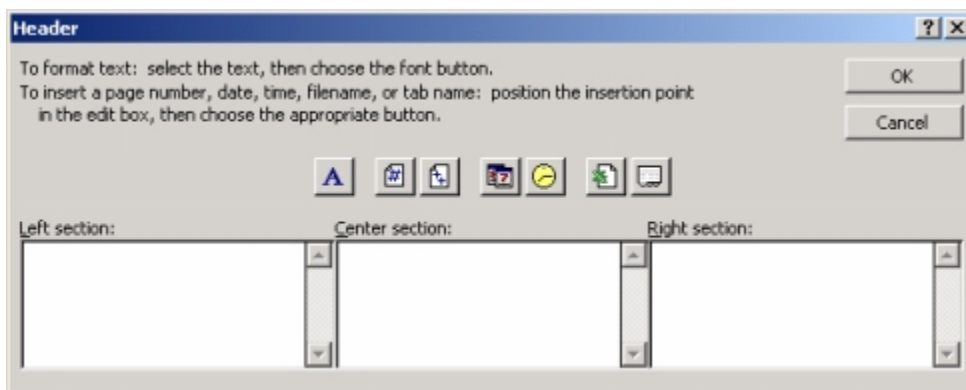 Header
To format text: select the text, then choose the font button.
To insert a page number, date, time, filename, or tab name: position the insertion point
in the edit box, then choose the appropriate button.
OK
Cancel
A
Left section:
Center section:
Right section: